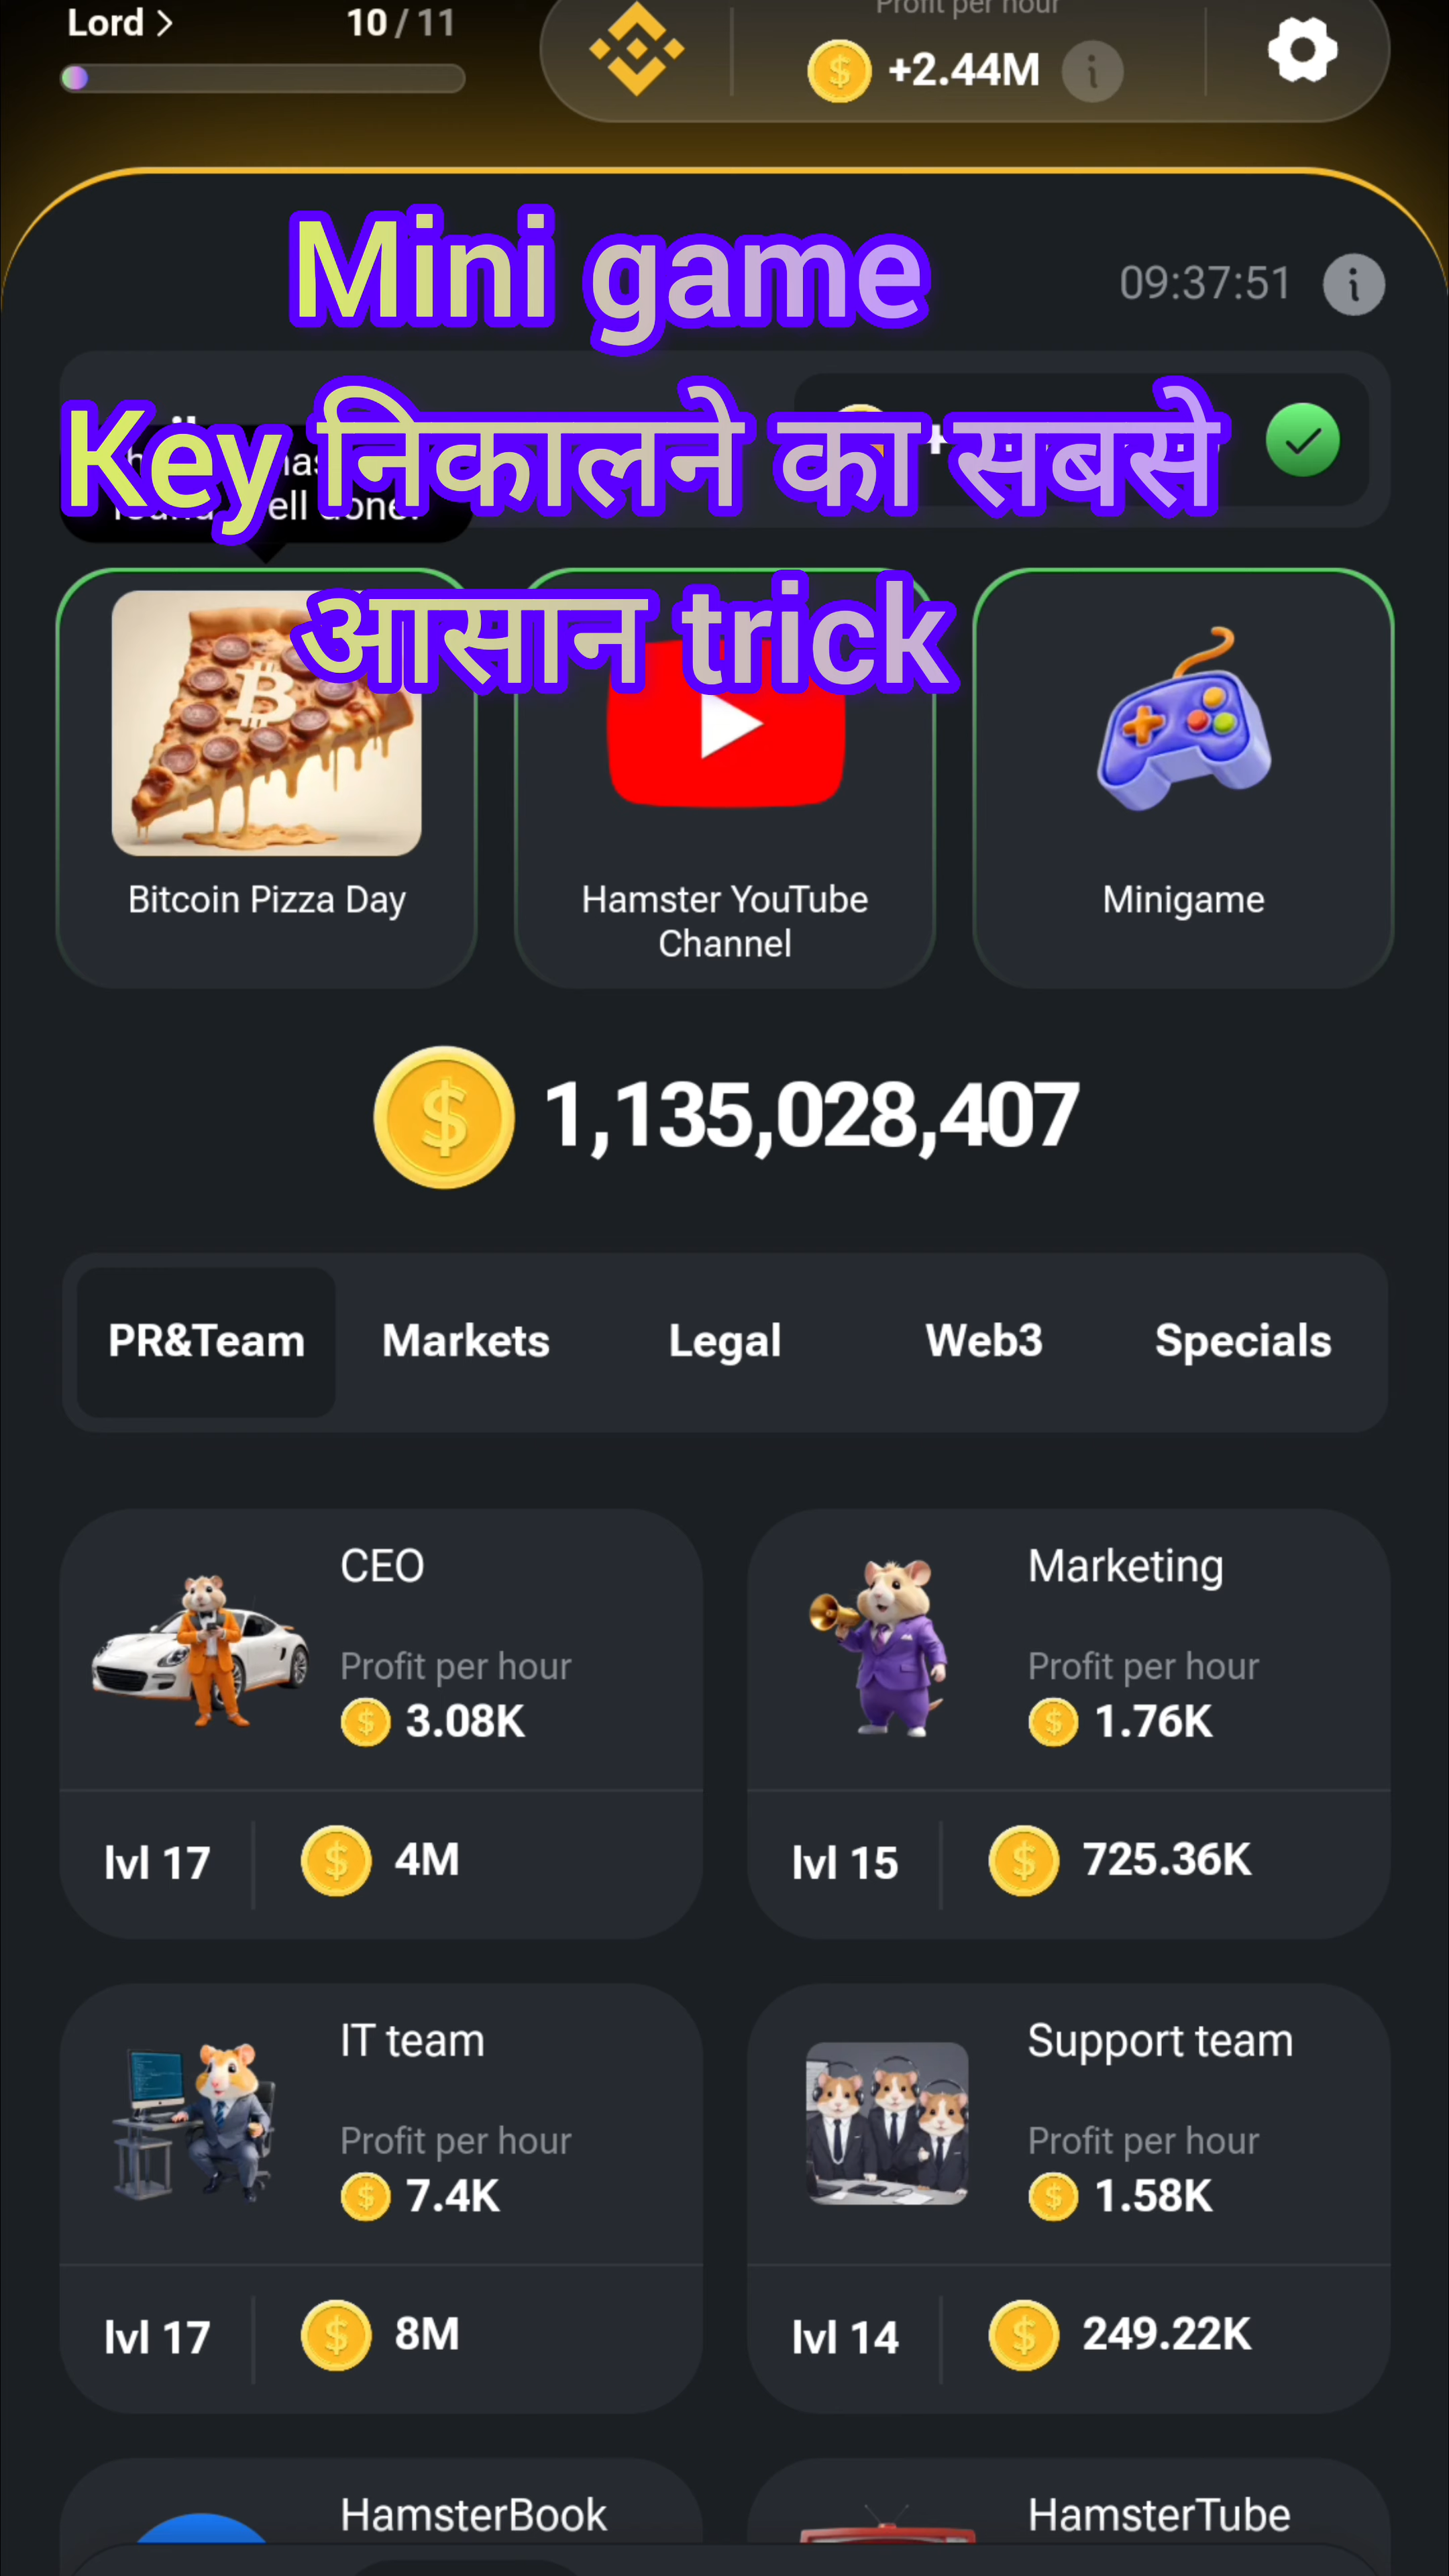 Lord >
10 / 11
Profit per hour
+2.44M
Mini game
09:37:51
Key निकालने का सबसे
आसान trick
Bitcoin Pizza Day
Hamster YouTube
Channel
Minigame
1,135,028,407
PR&Team
Markets
Legal
Web3
Specials
CEO
Profit per hour
3.08K
lvl 17
4M
Marketing
Profit per hour
1.76K
lvl 15
725.36K
IT team
Profit per hour
7.4K
lvl 17
8M
Support team
Profit per hour
1.58K
lvl 14
249.22K
HamsterBook
HamsterTube